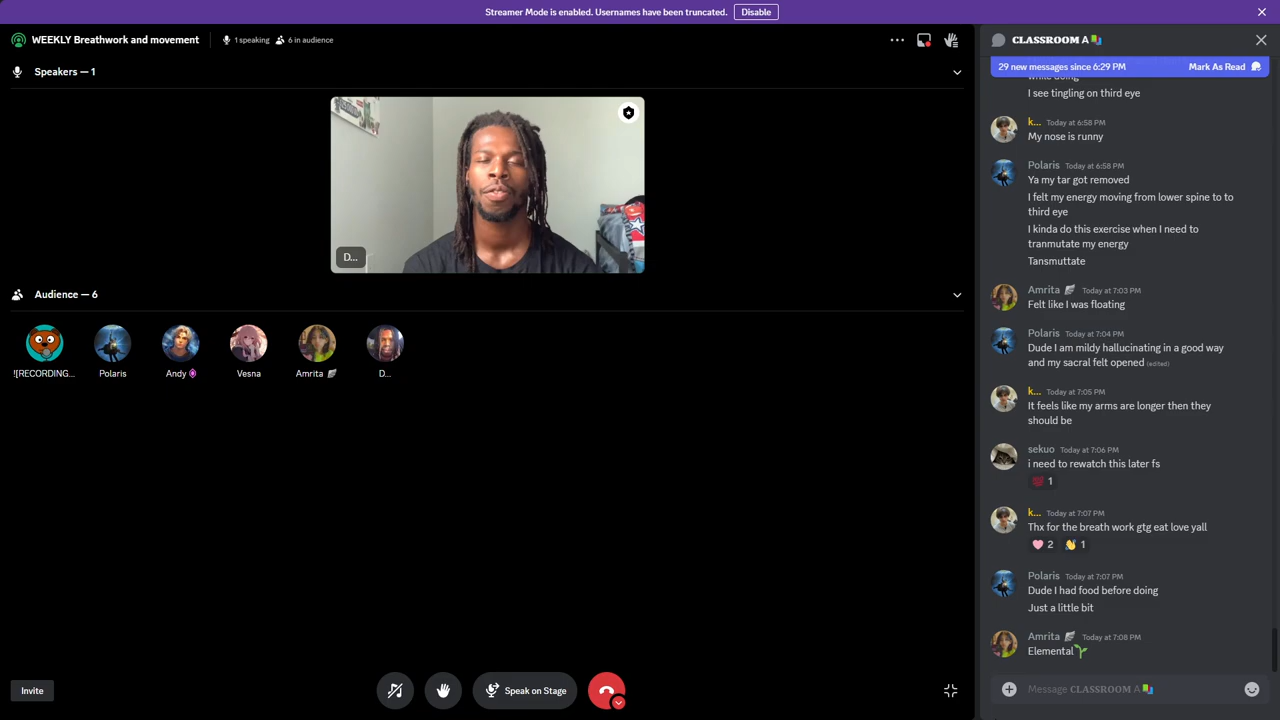 Streamer Mode is enabled. Usernames have been truncated. Disable
WEEKLY Breathwork and movement
1 speaking 6 in audience
Speakers — 1
D...
Audience — 6
![RECORDING...
Polaris
Andy
Vesna
Amrita
D...
Invite
Speak on Stage
CLASSROOM A
29 new messages since 6:29 PM Mark As Read
while doing
I see tingling on third eye
k... Today at 6:58 PM
My nose is runny
Polaris Today at 6:58 PM
Ya my tar got removed
I felt my energy moving from lower spine to to
third eye
I kinda do this exercise when I need to
tranmutate my energy
Tansmuttate
Amrita Today at 7:03 PM
Felt like I was floating
Polaris Today at 7:04 PM
Dude I am mildy hallucinating in a good way
and my sacral felt opened (edited)
k... Today at 7:05 PM
It feels like my arms are longer then they
should be
sekuo Today at 7:06 PM
i need to rewatch this later fs
💯 1
k... Today at 7:07 PM
Thx for the breath work gtg eat love yall
🩷 2 👋 1
Polaris Today at 7:07 PM
Dude I had food before doing
Just a little bit
Amrita Today at 7:08 PM
Elemental🌱
Message CLASSROOM A